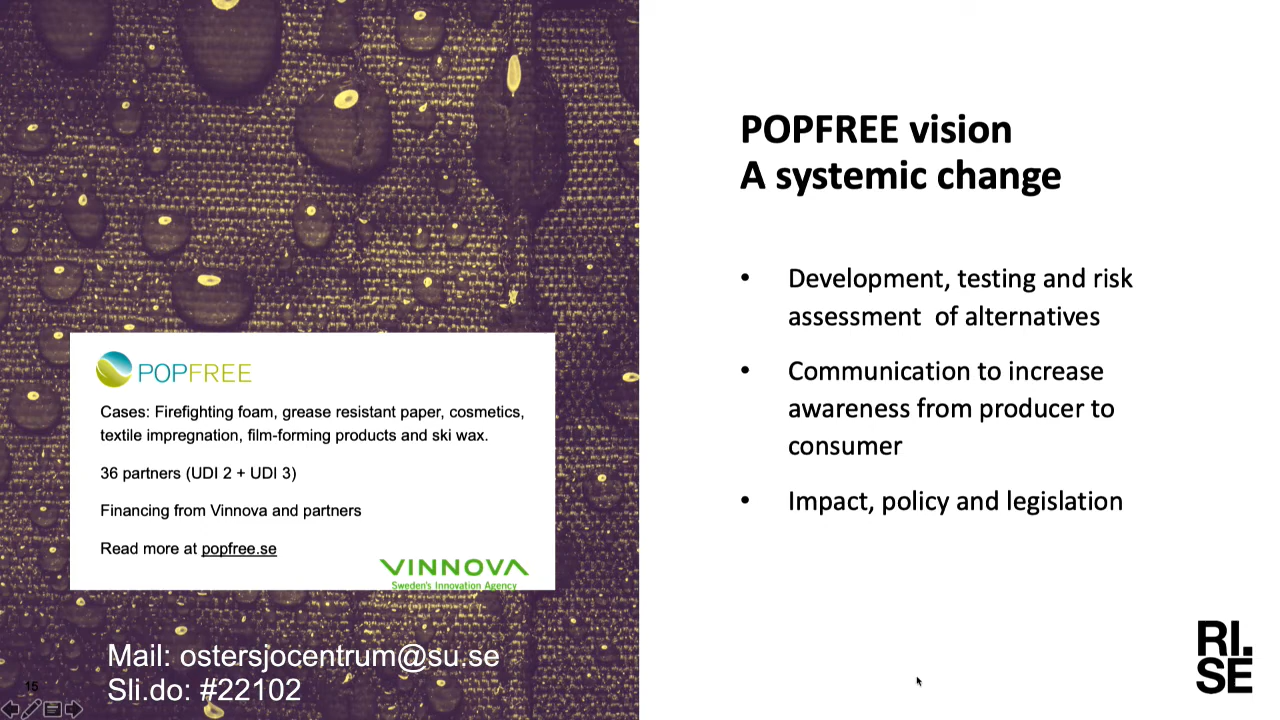 POPFREE
Cases: Firefighting foam, grease resistant paper, cosmetics,
textile impregnation, film-forming products and ski wax.
36 partners (UDI 2 + UDI 3)
Financing from Vinnova and partners
Read more at popfree.se
VINNOVA
Sweden's Innovation Agency
Mail: ostersjocentrum@su.se
Sli.do: #22102
15
POPFREE vision
A systemic change
• Development, testing and risk
assessment of alternatives
• Communication to increase
awareness from producer to
consumer
• Impact, policy and legislation
RI.
SE